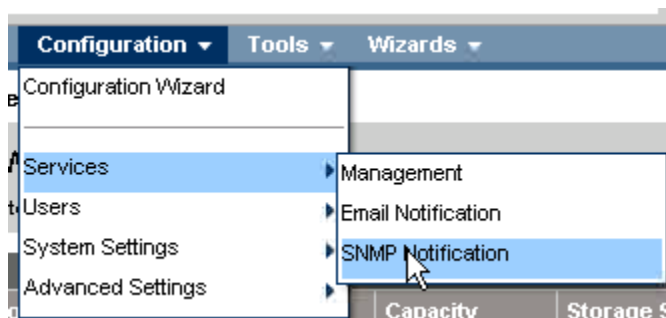 Configuration Tools Wizards
Configuration Wizard
Services
Management
Users
Email Notification
System Settings
SNMP Notification
Advanced Settings
Capacity Storage S